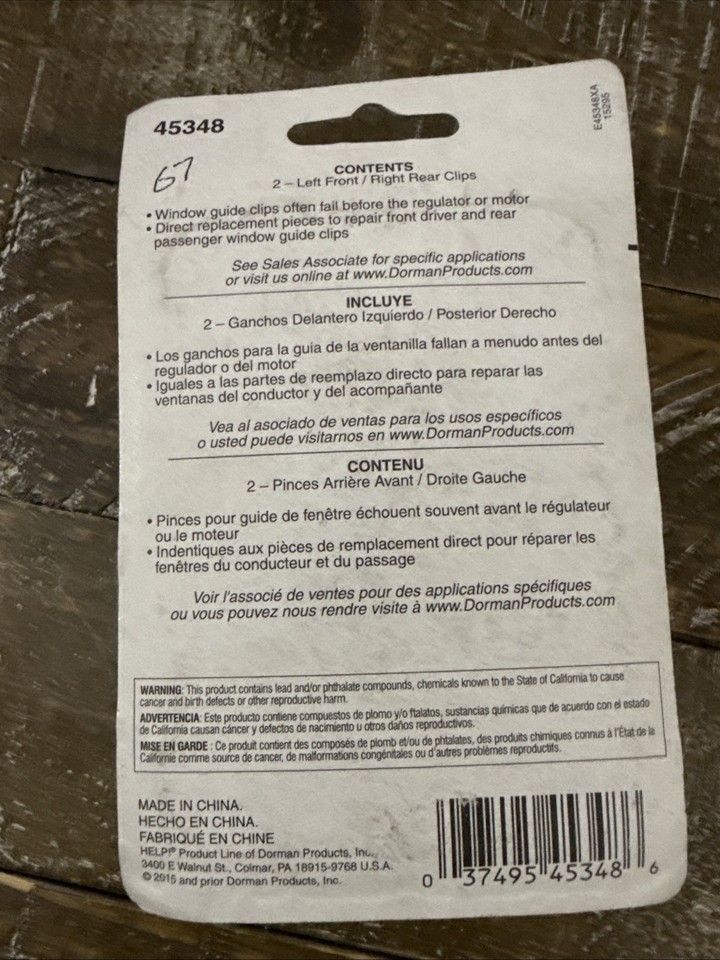 45348
E45348XA
15295
67
CONTENTS
2 – Left Front / Right Rear Clips
• Window guide clips often fail before the regulator or motor
• Direct replacement pieces to repair front driver and rear
passenger window guide clips
See Sales Associate for specific applications
or visit us online at www.DormanProducts.com
INCLUYE
2 – Ganchos Delantero Izquierdo / Posterior Derecho
• Los ganchos para la guia de la ventanilla fallan a menudo antes del
regulador o del motor
• Iguales a las partes de reemplazo directo para reparar las
ventanas del conductor y del acompañante
Vea al asociado de ventas para los usos específicos
o usted puede visitarnos en www.DormanProducts.com
CONTENU
2 – Pinces Arrière Avant / Droite Gauche
• Pinces pour guide de fenêtre échouent souvent avant le régulateur
ou le moteur
• Indentiques aux pièces de remplacement direct pour réparer les
fenêtres du conducteur et du passage
Voir l'associé de ventes pour des applications spécifiques
ou vous pouvez nous rendre visite à www.DormanProducts.com
WARNING: This product contains lead and/or phthalate compounds, chemicals known to the State of California to cause
cancer and birth defects or other reproductive harm.
ADVERTENCIA: Este producto contiene compuestos de plomo y/o ftalatos, sustancias químicas que de acuerdo con el estado
de California causan cáncer y defectos de nacimiento u otros daños reproductivos.
MISE EN GARDE : Ce produit contient des composés de plomb et/ou de phtalates, des produits chimiques connus à l'État de la
Californie comme source de cancer, de malformations congénitales ou d'autres problèmes reproductifs.
MADE IN CHINA.
HECHO EN CHINA.
FABRIQUÉ EN CHINE
HELP!® Product Line of Dorman Products, Inc.
3400 E Walnut St., Colmar, PA 18915-9768 U.S.A.
© 2015 and prior Dorman Products, Inc.
0 37495 45348 6